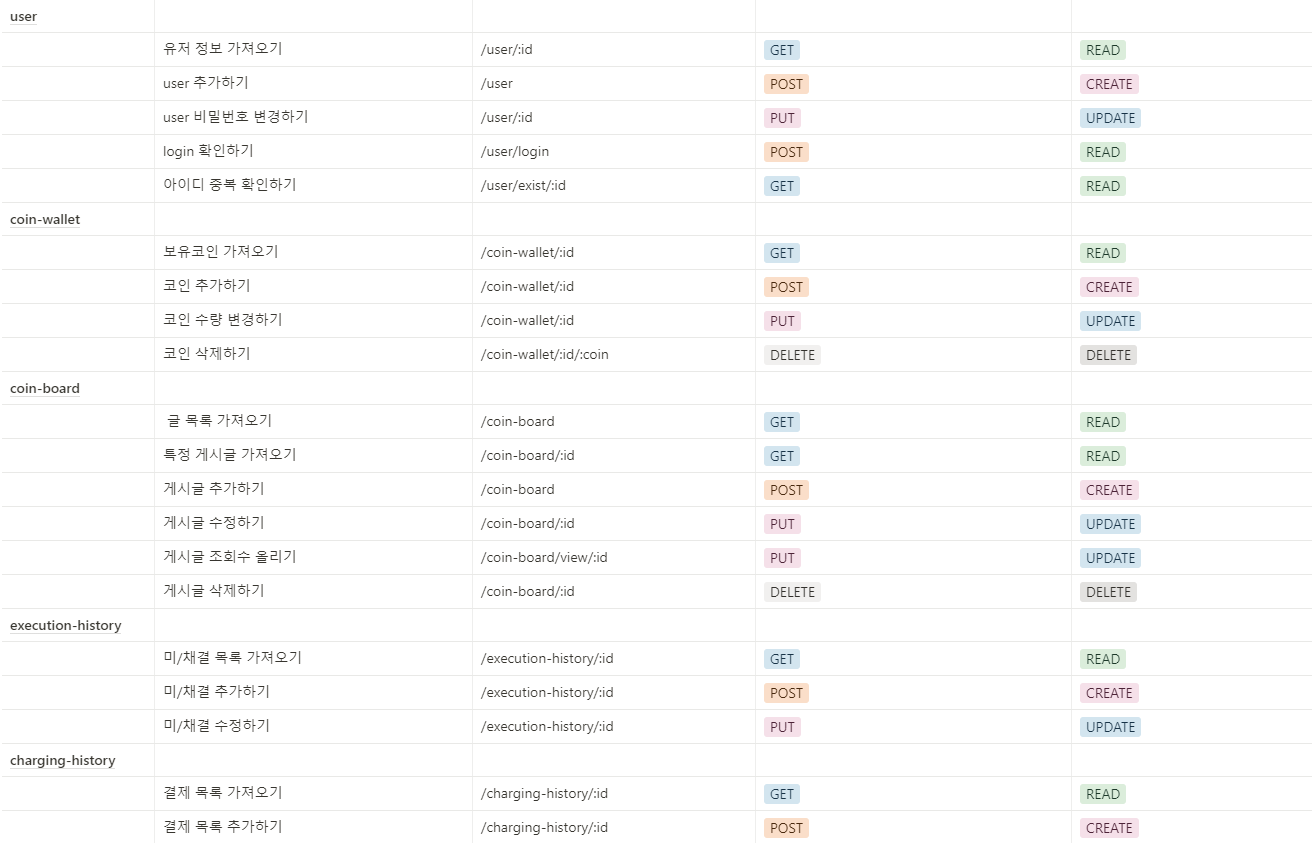 user
유저 정보 가져오기 /user/:id GET READ
user 추가하기 /user POST CREATE
user 비밀번호 변경하기 /user/:id PUT UPDATE
login 확인하기 /user/login POST READ
아이디 중복 확인하기 /user/exist/:id GET READ
coin-wallet
보유코인 가져오기 /coin-wallet/:id GET READ
코인 추가하기 /coin-wallet/:id POST CREATE
코인 수량 변경하기 /coin-wallet/:id PUT UPDATE
코인 삭제하기 /coin-wallet/:id/:coin DELETE DELETE
coin-board
글 목록 가져오기 /coin-board GET READ
특정 게시글 가져오기 /coin-board/:id GET READ
게시글 추가하기 /coin-board POST CREATE
게시글 수정하기 /coin-board/:id PUT UPDATE
게시글 조회수 올리기 /coin-board/view/:id PUT UPDATE
게시글 삭제하기 /coin-board/:id DELETE DELETE
execution-history
미/채결 목록 가져오기 /execution-history/:id GET READ
미/채결 추가하기 /execution-history/:id POST CREATE
미/채결 수정하기 /execution-history/:id PUT UPDATE
charging-history
결제 목록 가져오기 /charging-history/:id GET READ
결제 목록 추가하기 /charging-history/:id POST CREATE